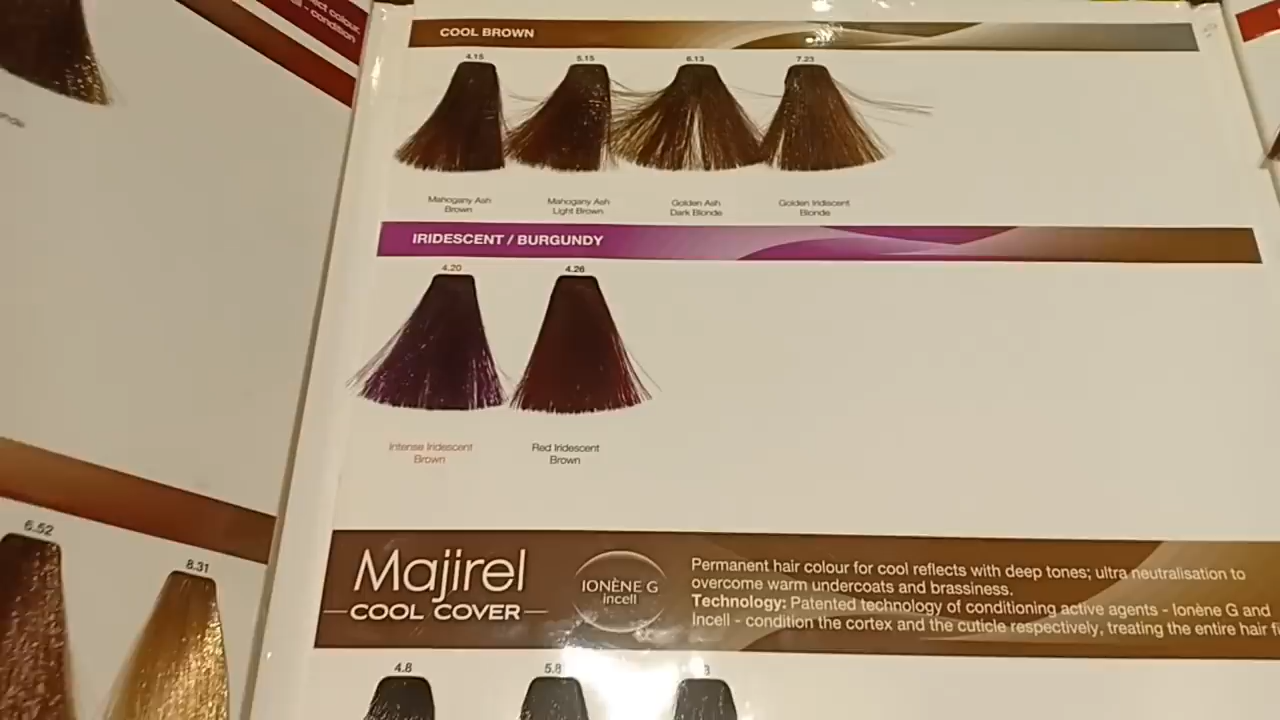 ect colour,
- condition
COOL BROWN
4.15
5.15
6.13
7.23
Mahogany Ash
Brown
Mahogany Ash
Light Brown
Golden Ash
Dark Blonde
Golden Iridescent
Blonde
IRIDESCENT / BURGUNDY
4.20
4.26
Intense Iridescent
Brown
Red Iridescent
Brown
6.52
8.31
Majirel
COOL COVER
IONÈNE G
incell
Permanent hair colour for cool reflects with deep tones; ultra neutralisation to
overcome warm undercoats and brassiness.
Technology: Patented technology of conditioning active agents - Ionène G and
Incell - condition the cortex and the cuticle respectively, treating the entire hair fi
4.8
5.8